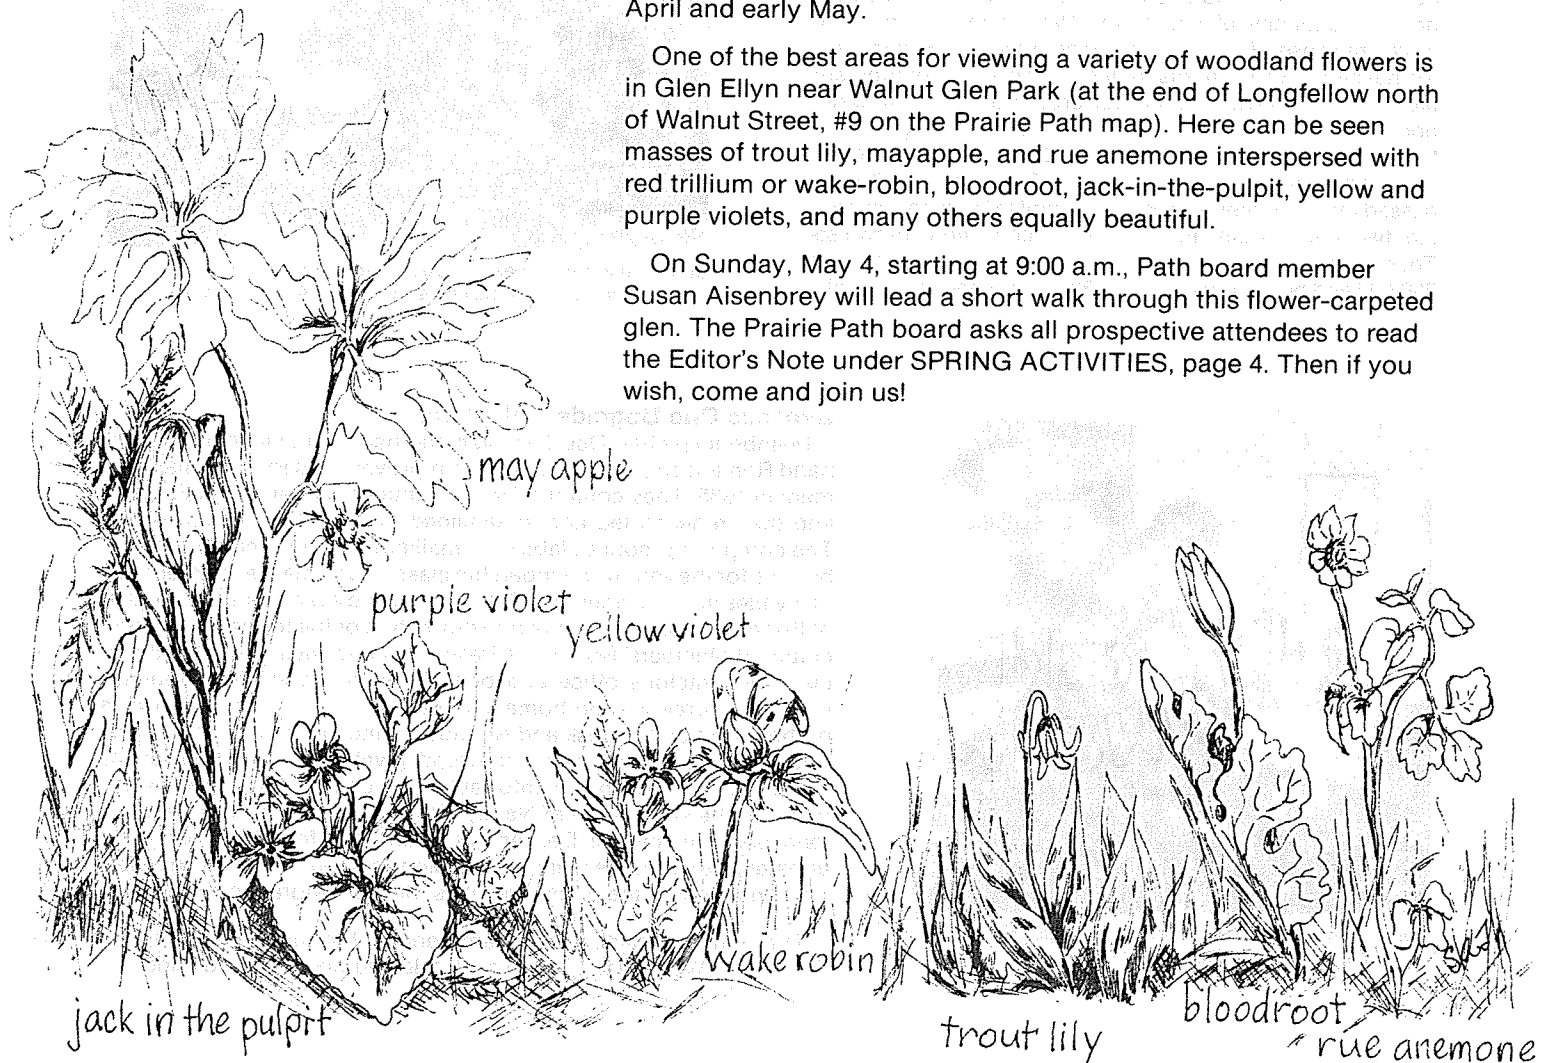 April and early May.
One of the best areas for viewing a variety of woodland flowers is
in Glen Ellyn near Walnut Glen Park (at the end of Longfellow north
of Walnut Street, #9 on the Prairie Path map). Here can be seen
masses of trout lily, mayapple, and rue anemone interspersed with
red trillium or wake-robin, bloodroot, jack-in-the-pulpit, yellow and
purple violets, and many others equally beautiful.
On Sunday, May 4, starting at 9:00 a.m., Path board member
Susan Aisenbrey will lead a short walk through this flower-carpeted
glen. The Prairie Path board asks all prospective attendees to read
the Editor's Note under SPRING ACTIVITIES, page 4. Then if you
wish, come and join us!
may apple
purple violet
yellow violet
wake robin
jack in the pulpit
trout lily
bloodroot
rue anemone